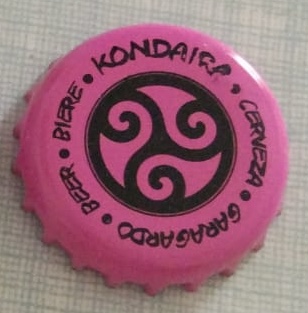 KONDAIRA • CERVEZA • GARAGARDO • BEER • BIERE •